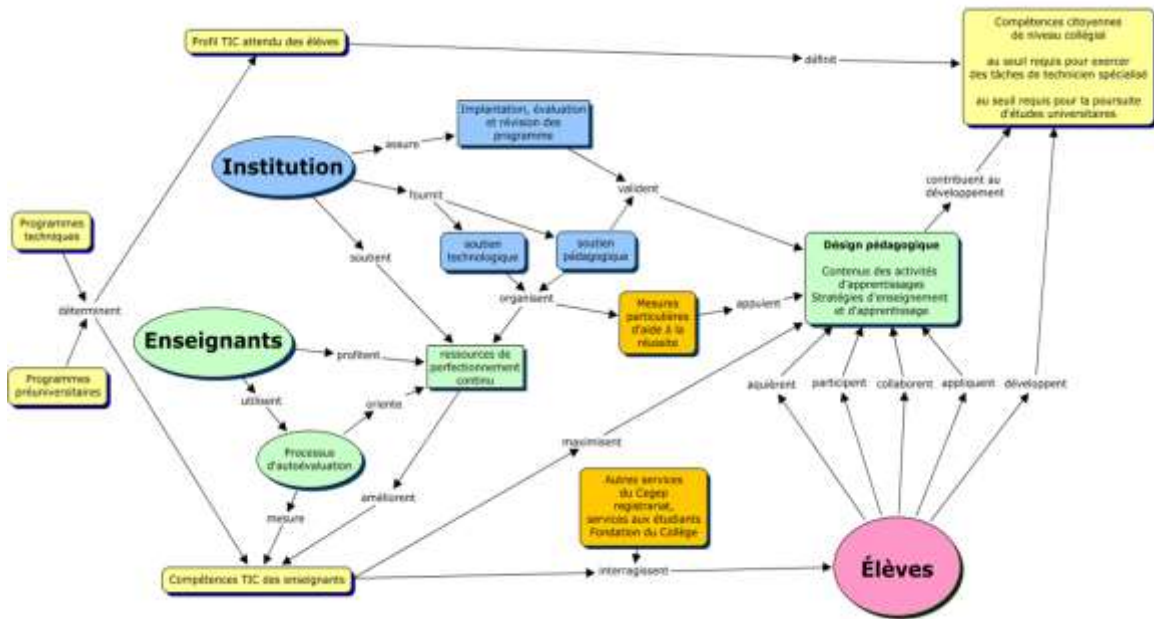 Profil TIC attendu des élèves
définit
Compétences citoyennes
de niveau collégial
au seuil requis pour exercer
des tâches de technicien spécialisé
au seuil requis pour la poursuite
d'études universitaires
Implantation, évaluation
et révision des
programme
assure
Institution
fournit
valident
contribuent au
développement
Programmes
techniques
soutient
soutien
technologique
soutien
pédagogique
Désign pédagogique
Contenus des activités
d'apprentissages
Stratégies d'enseignement
et d'apprentissage
déterminent
organisent
Mesures
particulières
d'aide à la
réussite
appuient
Enseignants
profitent
ressources de
perfectionnement
continu
Programmes
préuniversitaires
utilisent
oriente
aquièrent
participent
collaborent
appliquent
développent
Processus
d'autoévaluation
maximisent
améliorent
mesure
Autres services
du Cegep
registrariat,
services aux étudiants
Fondation du Collège
Compétences TIC des enseignants
interragissent
Élèves